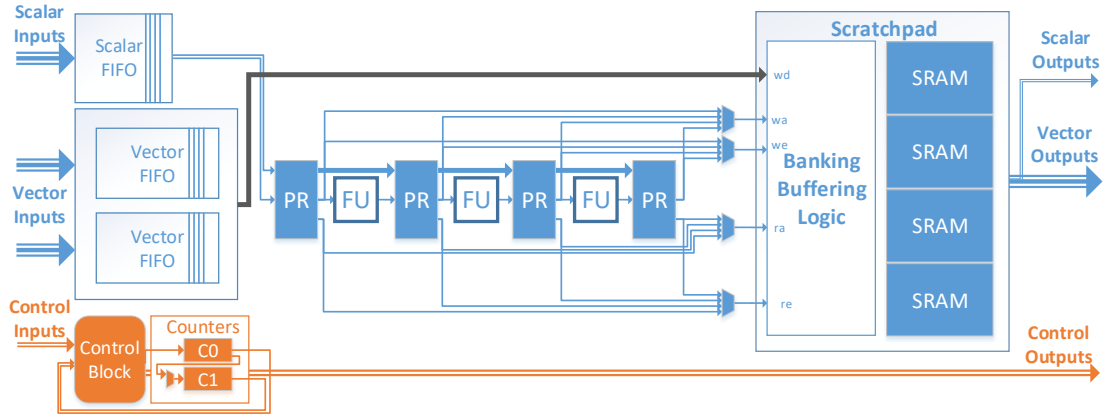 Scalar
Inputs
Scalar
FIFO
Vector
FIFO
Vector
Inputs
Vector
FIFO
Control
Inputs
Control
Block
Counters
C0
C1
PR
FU
PR
FU
PR
FU
PR
Scratchpad
wd
wa
we
ra
re
Banking
Buffering
Logic
SRAM
SRAM
SRAM
SRAM
Scalar
Outputs
Vector
Outputs
Control
Outputs